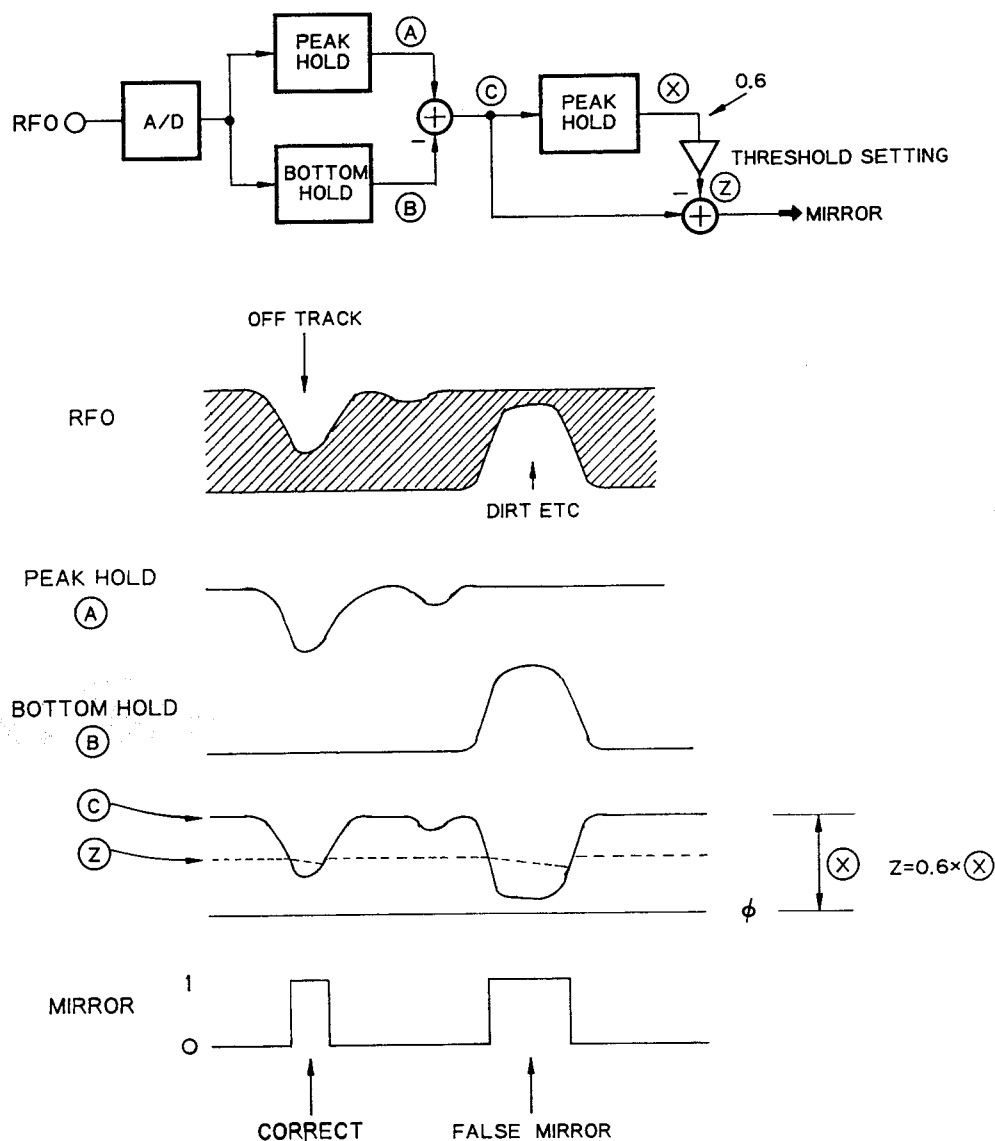 PEAK HOLD
A
C
PEAK HOLD
X
0.6
RFO
A/D
+
+
-
BOTTOM HOLD
B
THRESHOLD SETTING
-
Z
+
MIRROR
OFF TRACK
RFO
DIRT ETC
PEAK HOLD
A
BOTTOM HOLD
B
C
Z
X
Z=0.6×X
ϕ
MIRROR
1
0
CORRECT
FALSE MIRROR